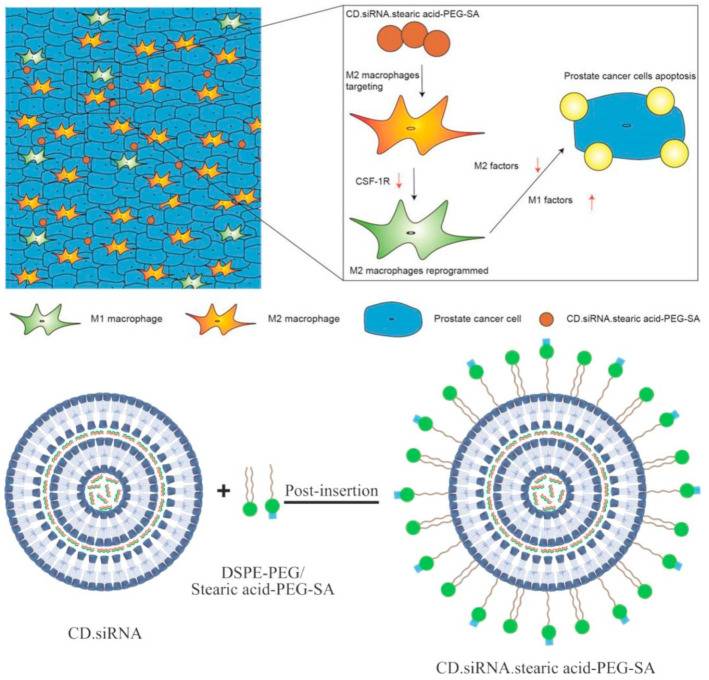 CD.siRNA.stearic acid-PEG-SA
M2 macrophages
targeting
Prostate cancer cells apoptosis
CSF-1R
M2 factors
M1 factors
M2 macrophages reprogrammed
M1 macrophage
M2 macrophage
Prostate cancer cell
CD.siRNA.stearic acid-PEG-SA
+
Post-insertion
DSPE-PEG/
Stearic acid-PEG-SA
CD.siRNA
CD.siRNA.stearic acid-PEG-SA